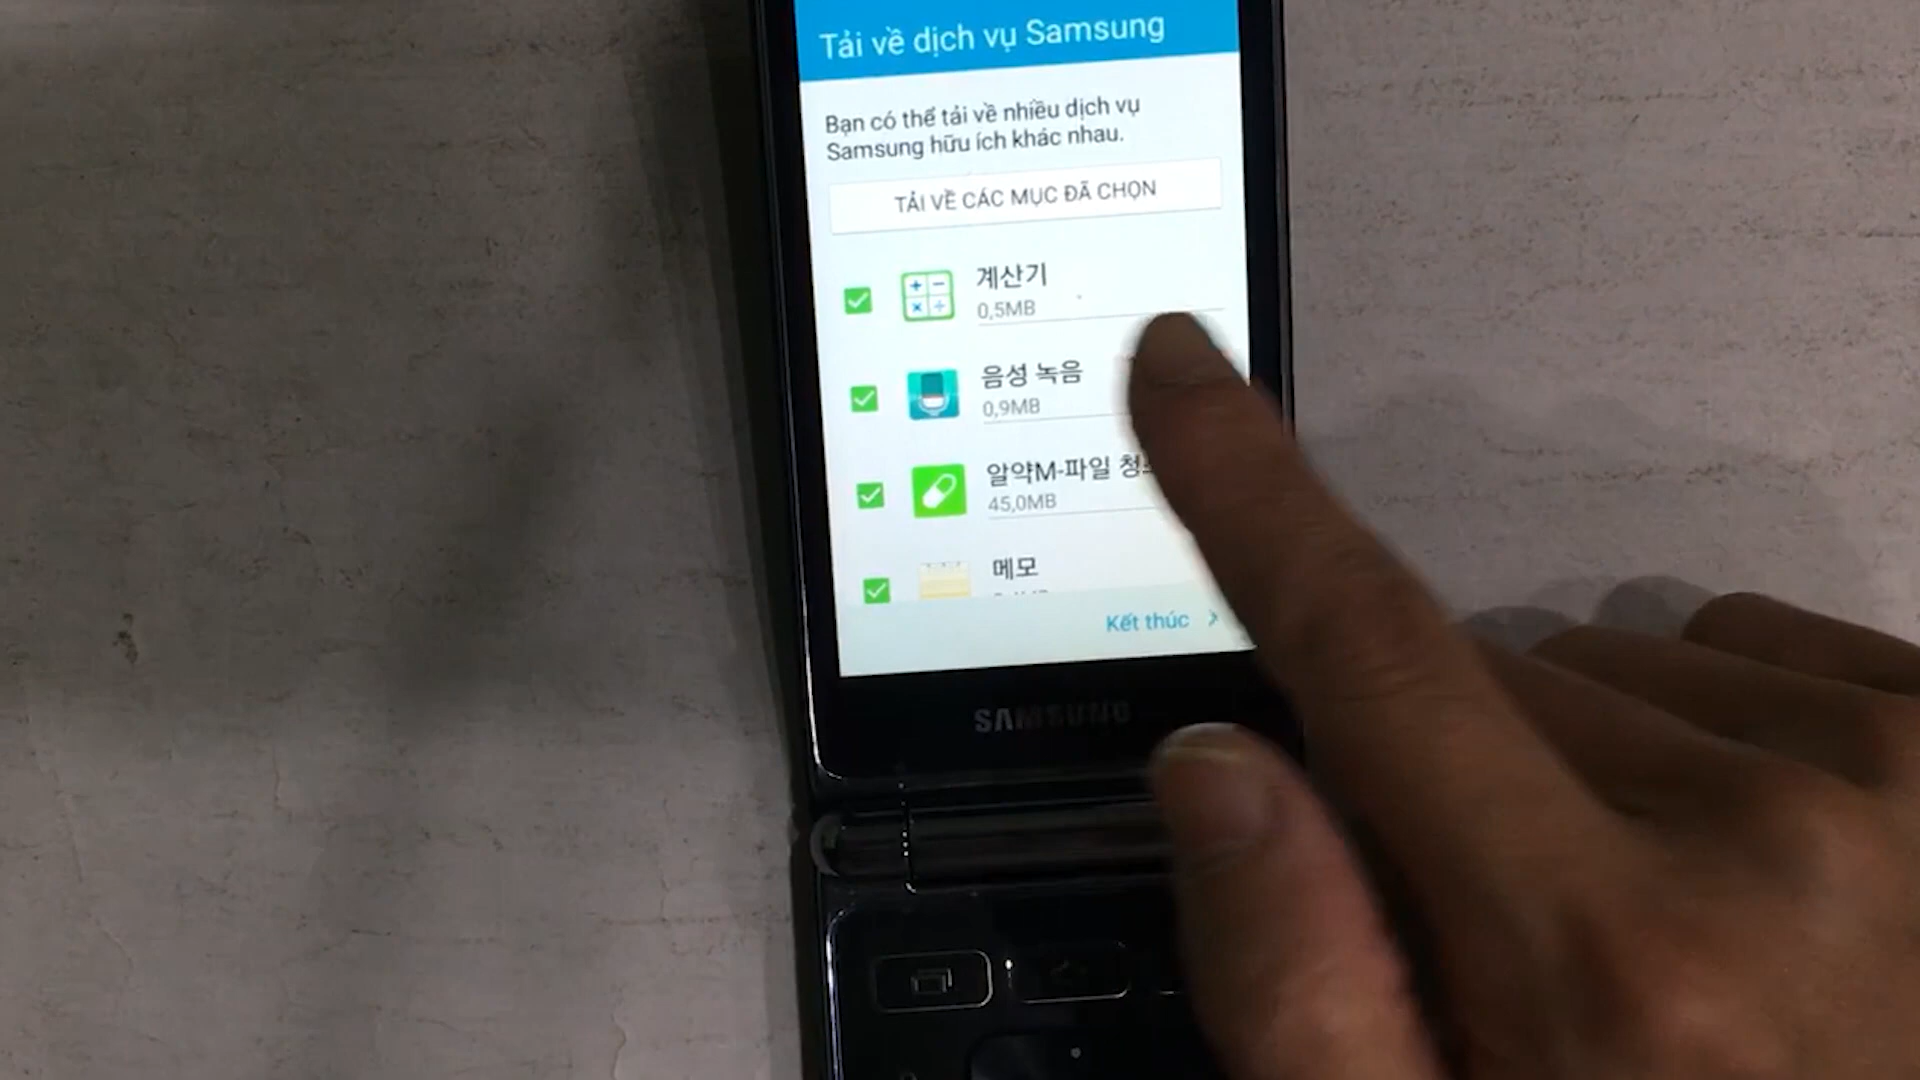 Tải về dịch vụ Samsung
Bạn có thể tải về nhiều dịch vụ
Samsung hữu ích khác nhau.
TẢI VỀ CÁC MỤC ĐÃ CHỌN
계산기
0,5MB
음성 녹음
0,9MB
알약M-파일
45,0MB
메모
Kết thúc
SAMSUNG